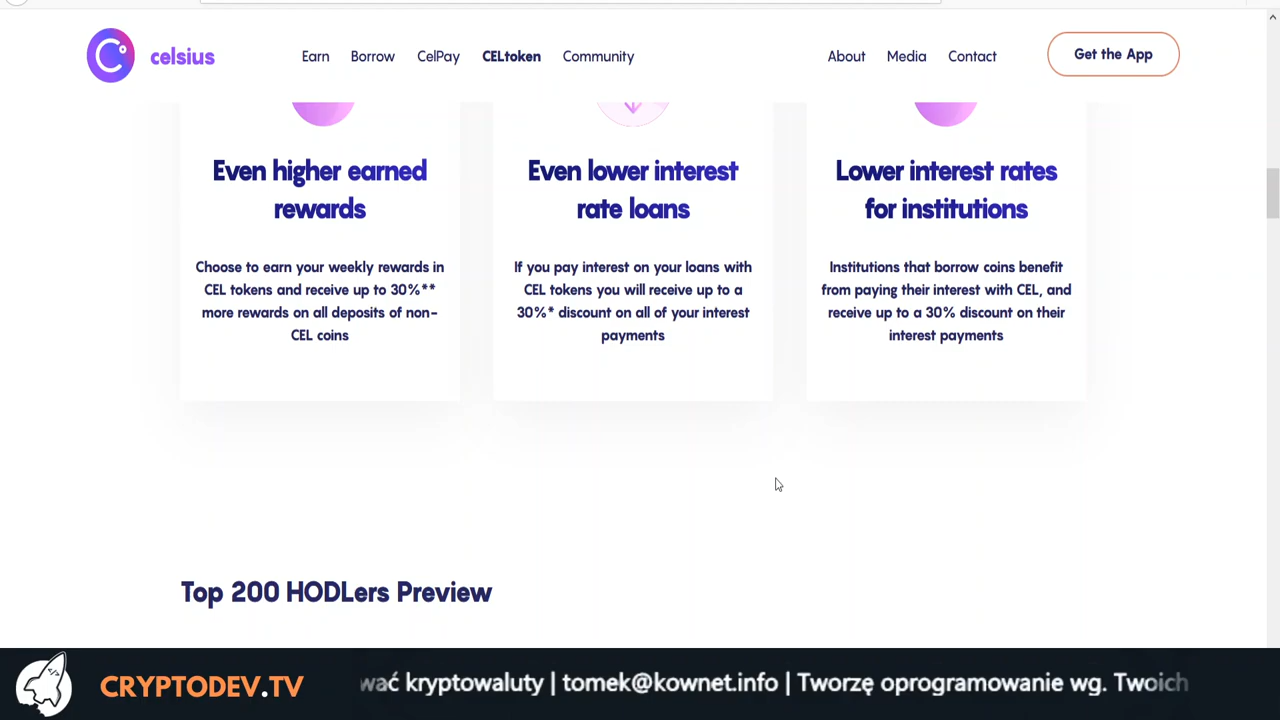 celsius
Earn Borrow CelPay CELtoken Community About Media Contact Get the App
Even higher earned
rewards
Choose to earn your weekly rewards in
CEL tokens and receive up to 30%**
more rewards on all deposits of non-
CEL coins
Even lower interest
rate loans
If you pay interest on your loans with
CEL tokens you will receive up to a
30%* discount on all of your interest
payments
Lower interest rates
for institutions
Institutions that borrow coins benefit
from paying their interest with CEL, and
receive up to a 30% discount on their
interest payments
Top 200 HODLers Preview
CRYPTODEV.TV
wać kryptowaluty | tomek@kownet.info | Tworzę oprogramowanie wg. Twoich